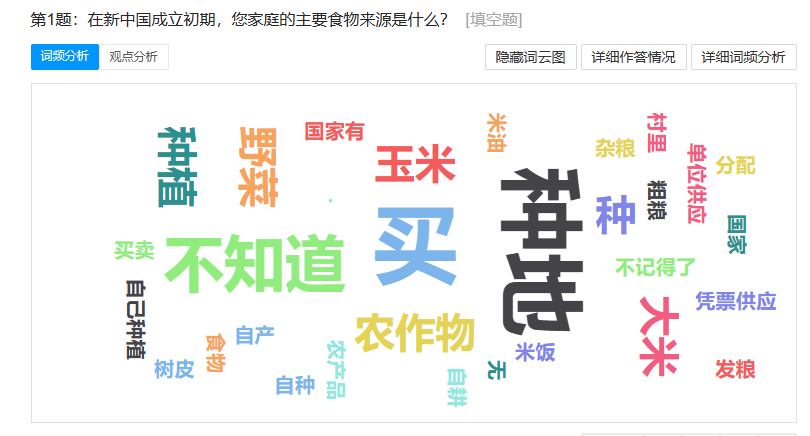 第1题：在新中国成立初期，您家庭的主要食物来源是什么？ [填空题]
词频分析 观点分析 隐藏词云图 详细作答情况 详细词频分析
种植
野菜
国家有
玉米
米油
村里
杂粮
单位供应
分配
种地
种
粗粮
买
国家
买卖
不知道
不记得了
自己种植
凭票供应
大米
农作物
食物
自产
农产品
米饭
树皮
无
发粮
自种
自耕